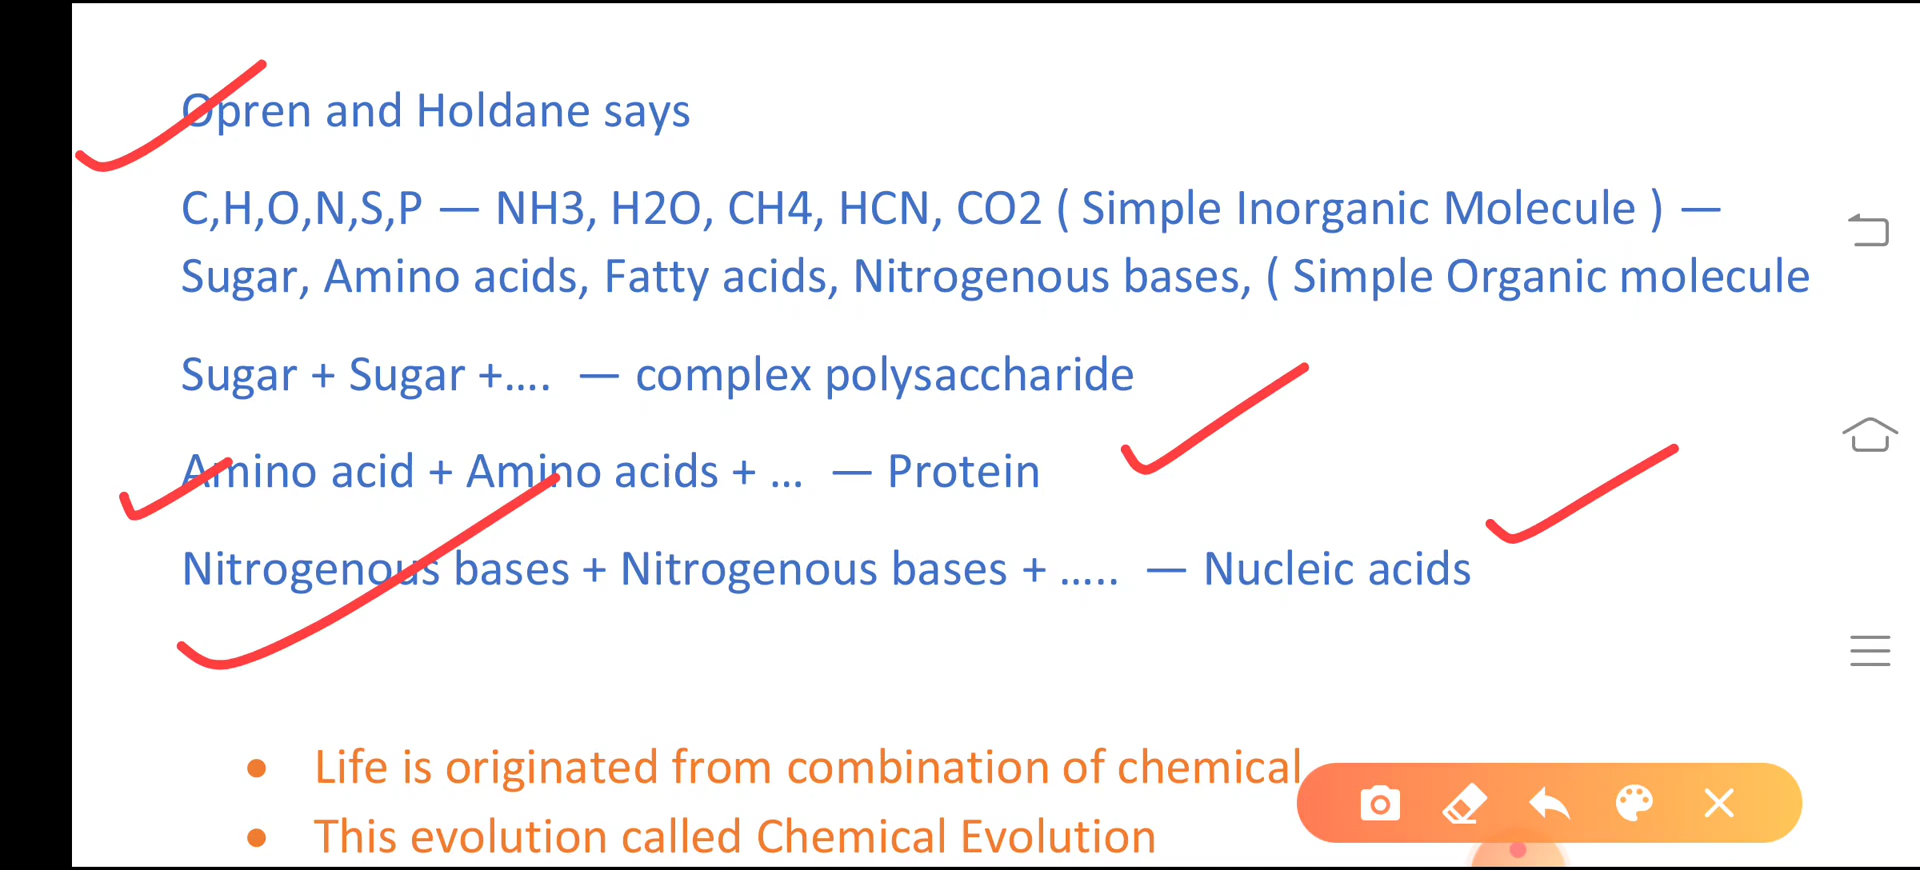 Opren and Holdane says
C,H,O,N,S,P — NH3, H2O, CH4, HCN, CO2 ( Simple Inorganic Molecule ) —
Sugar, Amino acids, Fatty acids, Nitrogenous bases, ( Simple Organic molecule
Sugar + Sugar +.... — complex polysaccharide
Amino acid + Amino acids + ... — Protein
Nitrogenous bases + Nitrogenous bases + ..... — Nucleic acids
• Life is originated from combination of chemical
• This evolution called Chemical Evolution